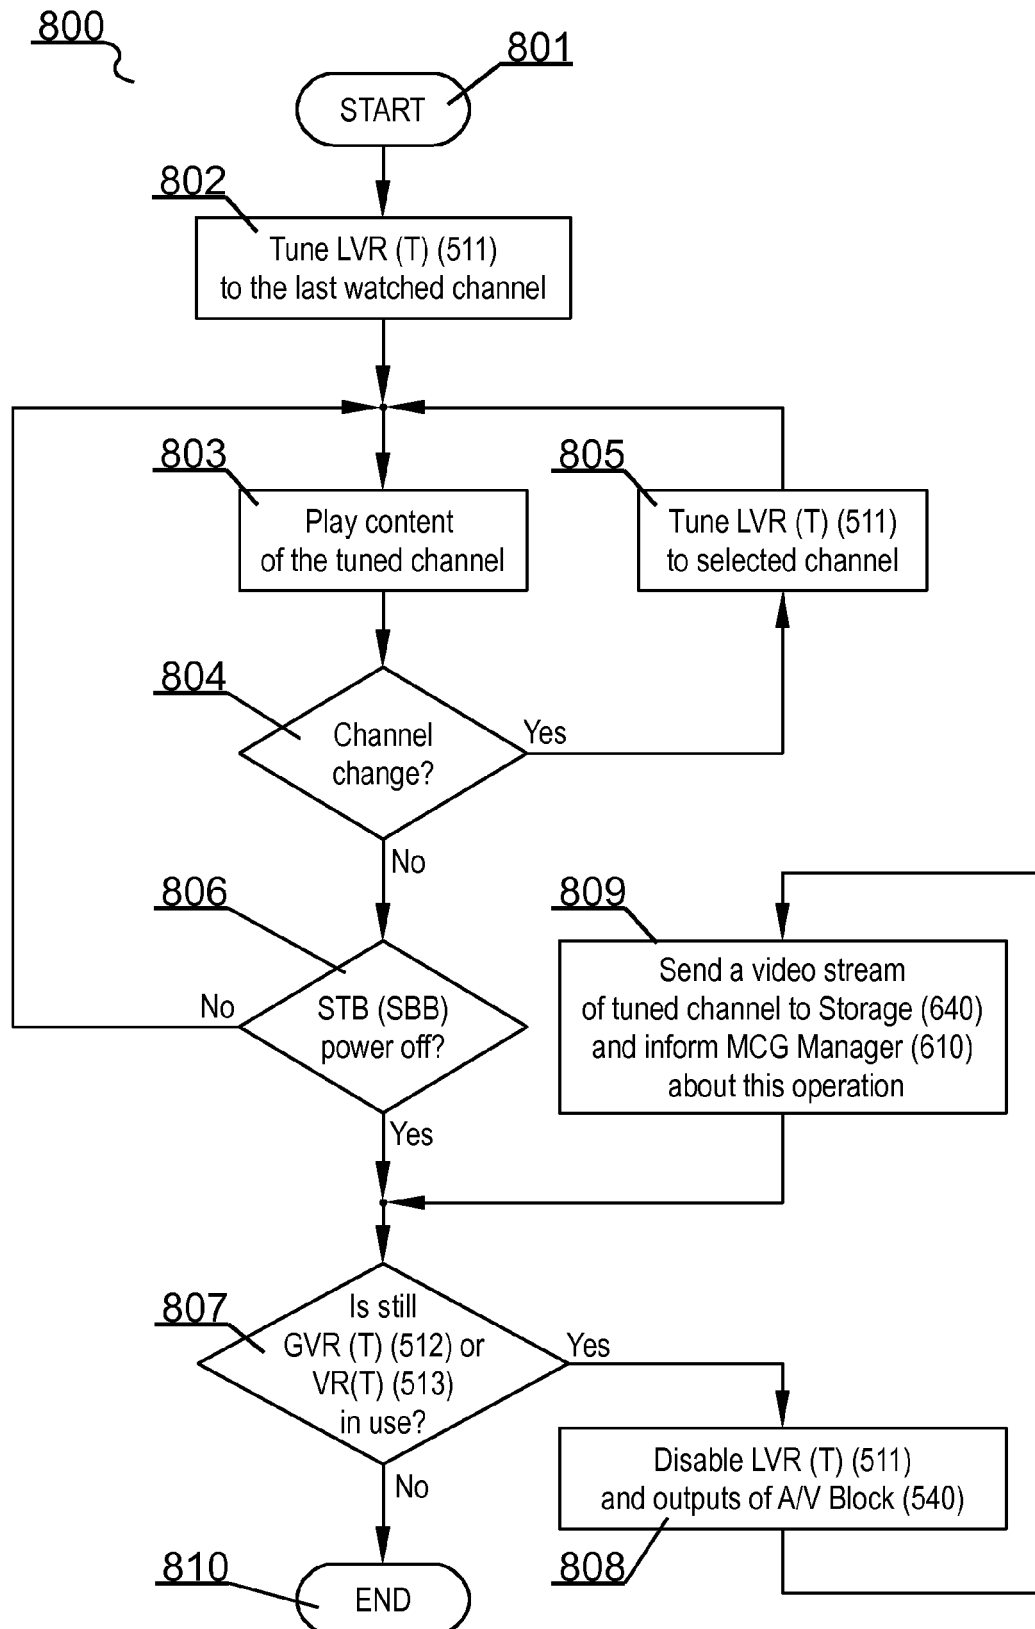 800
801
START
802
Tune LVR (T) (511)
to the last watched channel
803
Play content
of the tuned channel
805
Tune LVR (T) (511)
to selected channel
804
Channel
change?
Yes
No
806
STB (SBB)
power off?
No
Yes
809
Send a video stream
of tuned channel to Storage (640)
and inform MCG Manager (610)
about this operation
807
Is still
GVR (T) (512) or
VR(T) (513)
in use?
Yes
No
Disable LVR (T) (511)
and outputs of A/V Block (540)
808
810
END